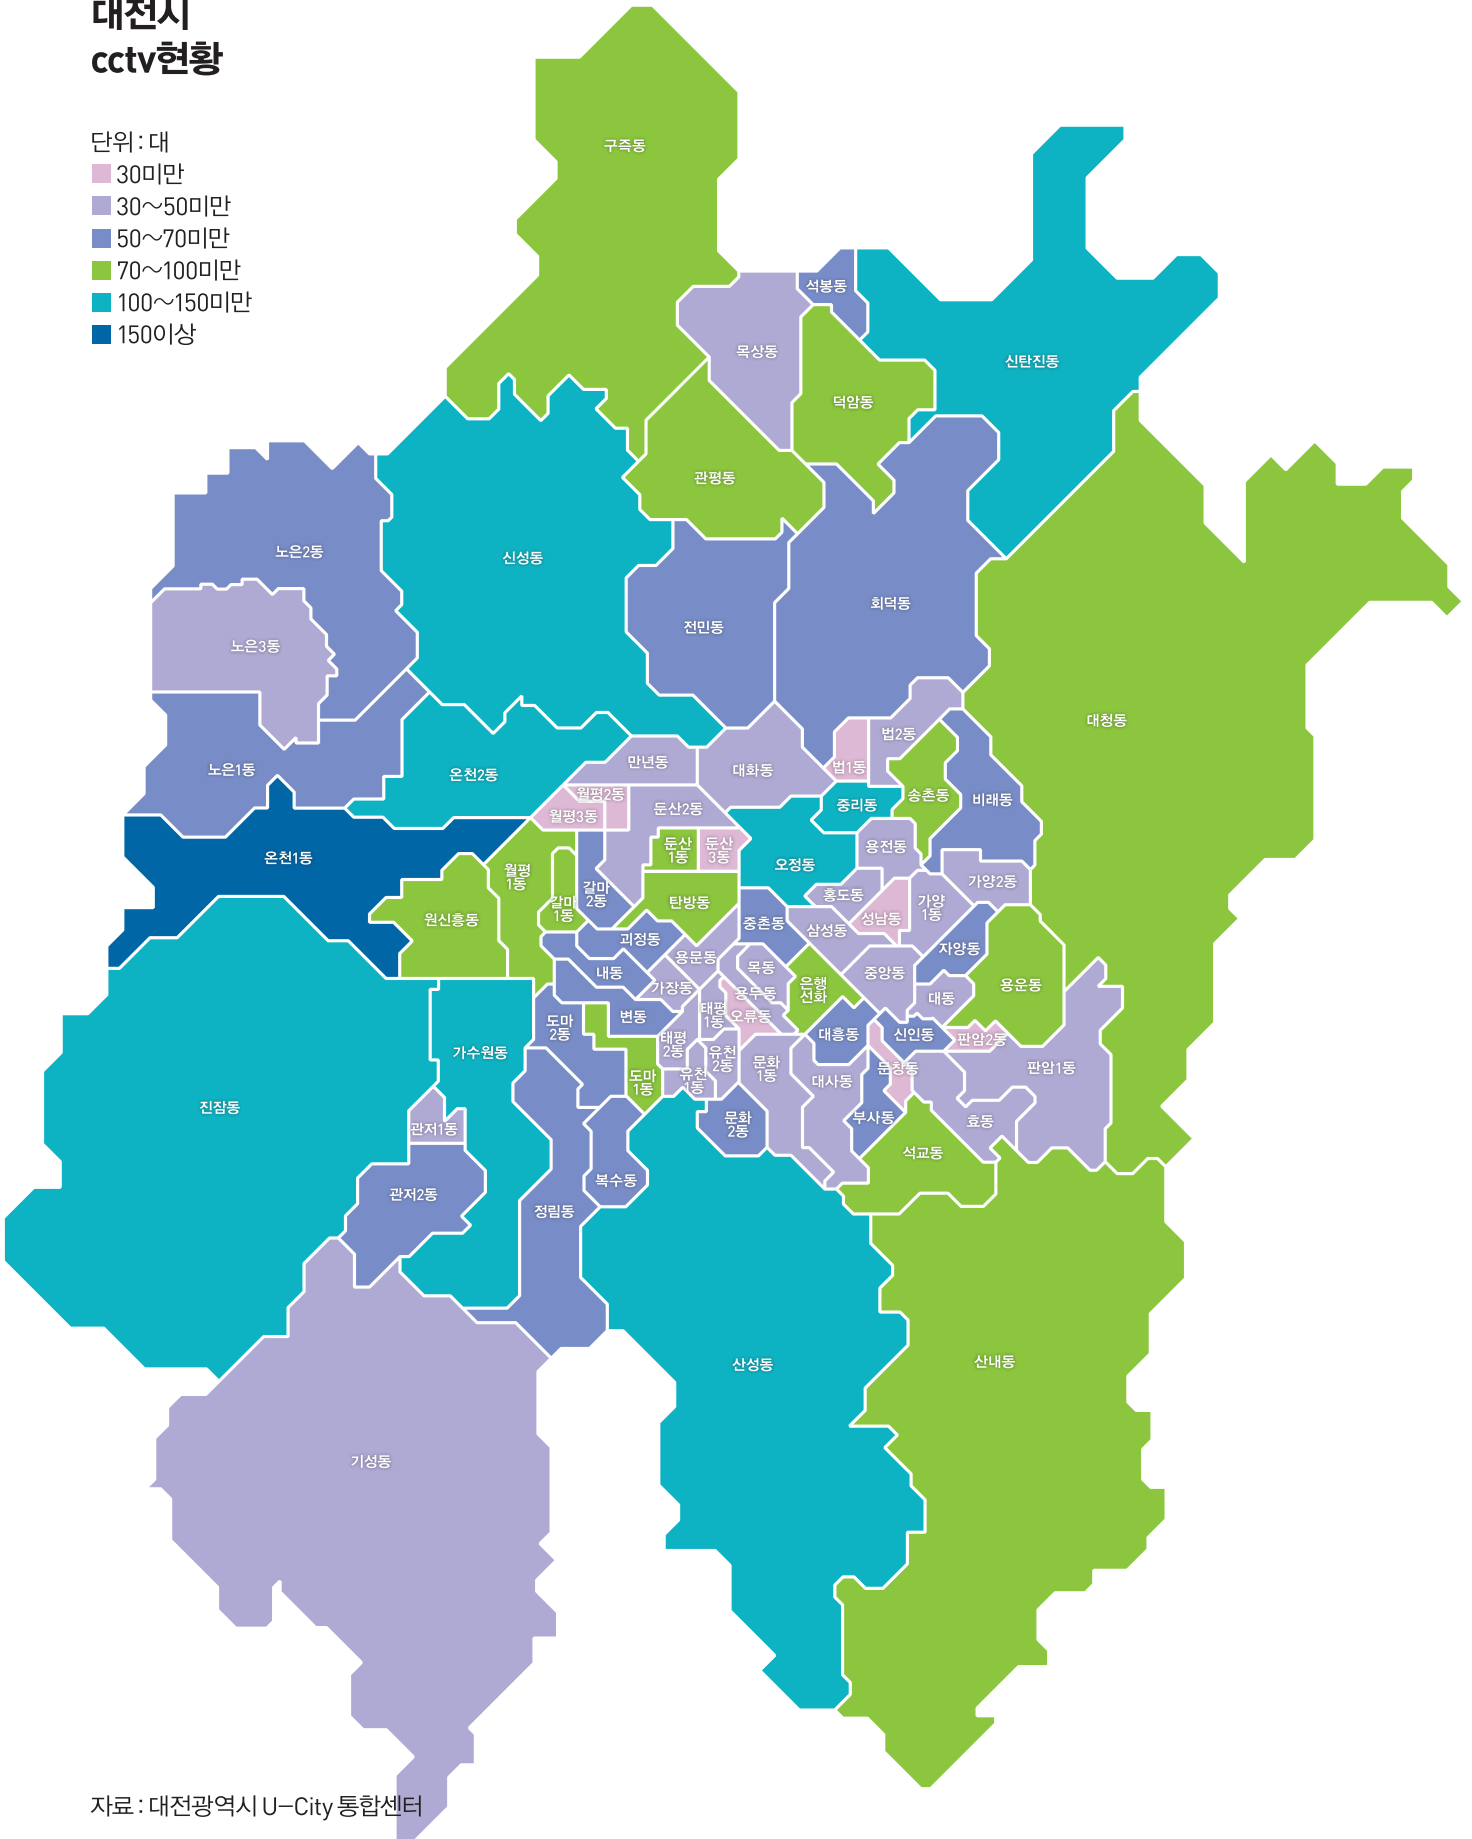 대전시
cctv현황
단위 : 대
30미만
30~50미만
50~70미만
70~100미만
100~150미만
150이상
구즉동
석봉동
목상동
신탄진동
덕암동
관평동
노은2동
신성동
회덕동
전민동
노은3동
대청동
법2동
만년동
대화동
법1동
노은1동
온천2동
월평2동
송촌동
비래동
중리동
둔산2동
월평3동
둔산
1동
둔산
3동
용전동
온천1동
오정동
월평
1동
가양2동
갈마
2동
홍도동
갈마
1동
탄방동
가양
1동
원신흥동
성남동
중촌동
삼성동
괴정동
자양동
용문동
목동
내동
중앙동
은행
선화
용운동
가장동
용두동
대동
태평
1동
오류동
변동
도마
2동
대흥동
신인동
판암2동
태평
2동
가수원동
유천
2동
문화
1동
문창동
판암1동
도마
1동
유천
1동
대사동
진잠동
관저1동
문화
2동
부사동
효동
석교동
복수동
관저2동
정림동
산성동
산내동
기성동
자료 : 대전광역시 U-City 통합센터